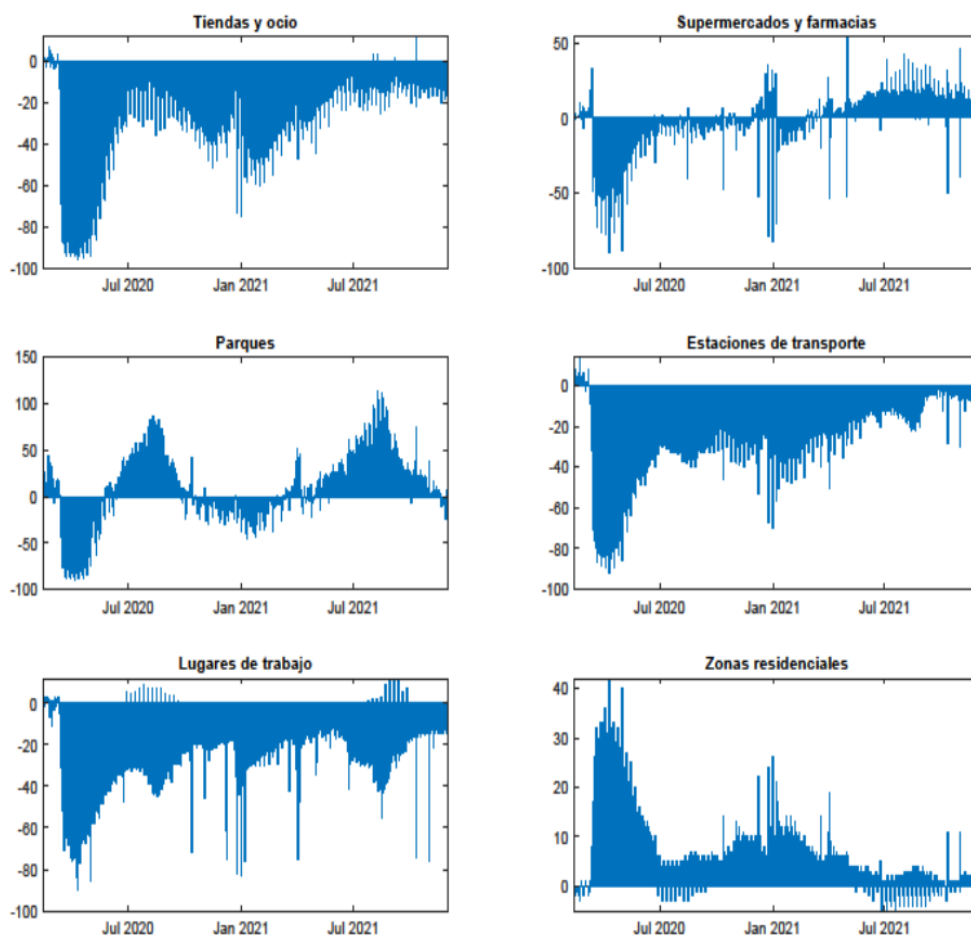 Tiendas y ocio
0
-20
-40
-60
-80
-100
Jul 2020 Jan 2021 Jul 2021
Supermercados y farmacias
50
0
-50
-100
Jul 2020 Jan 2021 Jul 2021
Parques
150
100
50
0
-50
-100
Jul 2020 Jan 2021 Jul 2021
Estaciones de transporte
0
-20
-40
-60
-80
-100
Jul 2020 Jan 2021 Jul 2021
Lugares de trabajo
0
-20
-40
-60
-80
-100
Jul 2020 Jan 2021 Jul 2021
Zonas residenciales
40
30
20
10
0
Jul 2020 Jan 2021 Jul 2021